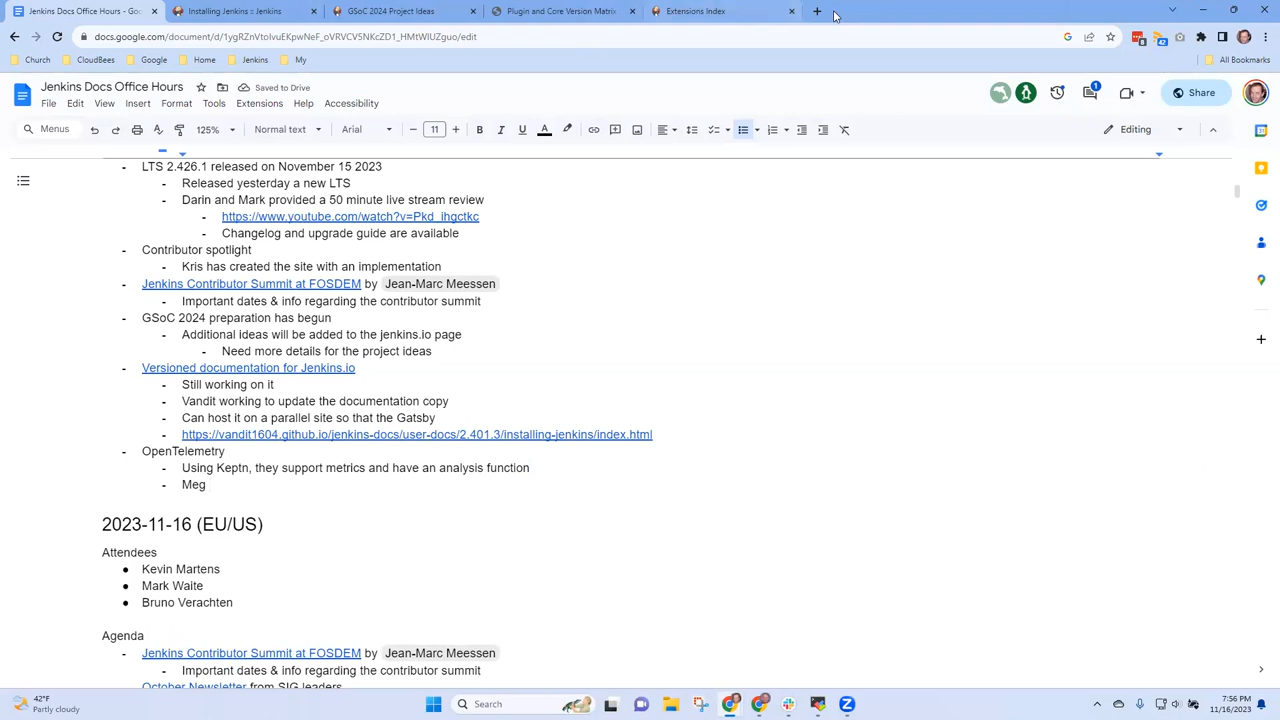 Jenkins Docs Office Hours - Goo
Installing Jenkins
GSoC 2024 Project Ideas
Plugin and Core Version Matrix
Extensions Index
docs.google.com/document/d/1ygRZnVtoIvuEKpwNeF_oVRVCV5NKcZD1_HMtWIUZguo/edit
Church
CloudBees
Google
Home
Jenkins
My
All Bookmarks
Jenkins Docs Office Hours
Saved to Drive
File Edit View Insert Format Tools Extensions Accessibility
1
Share
Menus
125%
Normal text
Arial
11
Editing
- LTS 2.426.1 released on November 15 2023
- Released yesterday a new LTS
- Darin and Mark provided a 50 minute live stream review
- https://www.youtube.com/watch?v=Pkd_ihgctkc
- Changelog and upgrade guide are available
- Contributor spotlight
- Kris has created the site with an implementation
- Jenkins Contributor Summit at FOSDEM by Jean-Marc Meessen
- Important dates & info regarding the contributor summit
- GSoC 2024 preparation has begun
- Additional ideas will be added to the jenkins.io page
- Need more details for the project ideas
- Versioned documentation for Jenkins.io
- Still working on it
- Vandit working to update the documentation copy
- Can host it on a parallel site so that the Gatsby
- https://vandit1604.github.io/jenkins-docs/user-docs/2.401.3/installing-jenkins/index.html
- OpenTelemetry
- Using Keptn, they support metrics and have an analysis function
- Meg
2023-11-16 (EU/US)
Attendees
● Kevin Martens
● Mark Waite
● Bruno Verachten
Agenda
- Jenkins Contributor Summit at FOSDEM by Jean-Marc Meessen
- Important dates & info regarding the contributor summit
October Newsletter from SIG leaders
42°F
Partly cloudy
Search
7:56 PM
11/16/2023